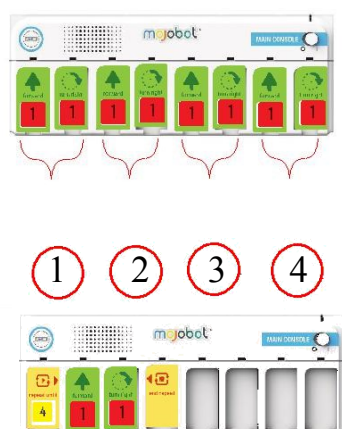 mojobot
MAIN CONSOLE
forward turn right forward turn right forward turn right forward turn right
1 1 1 1 1 1 1 1
1 2 3 4
mojobot
MAIN CONSOLE
repeat until forward turn right end repeat
4 1 1